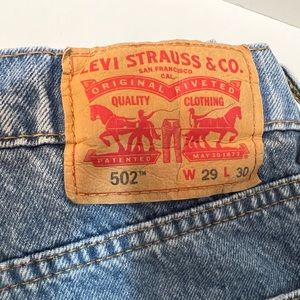 LEVI STRAUSS & CO.
SAN FRANCISCO
CAL.
ORIGINAL RIVETED
QUALITY CLOTHING
PATENTED MAY 20 1873
502™ W 29 L 30